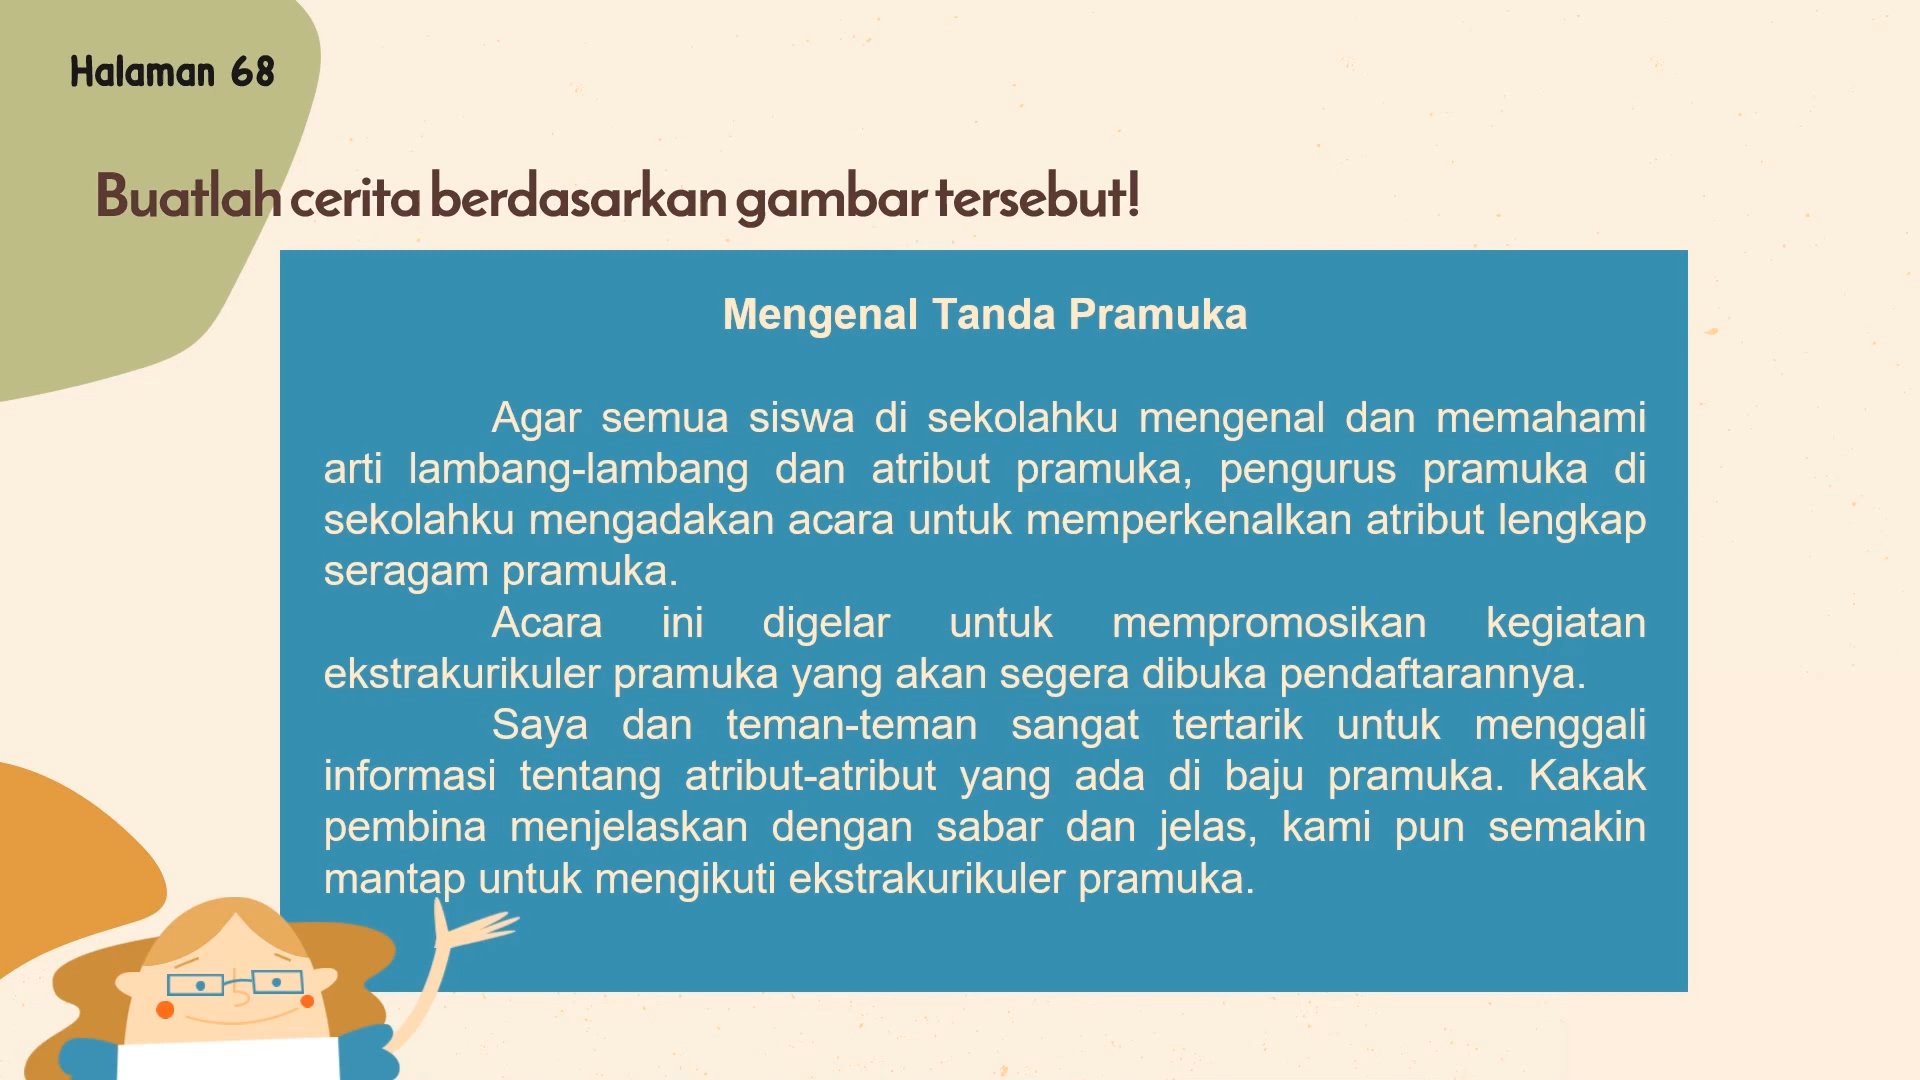 Halaman 68
Buatlah cerita berdasarkan gambar tersebut!
Mengenal Tanda Pramuka
Agar semua siswa di sekolahku mengenal dan memahami
arti lambang-lambang dan atribut pramuka, pengurus pramuka di
sekolahku mengadakan acara untuk memperkenalkan atribut lengkap
seragam pramuka.
Acara ini digelar untuk mempromosikan kegiatan
ekstrakurikuler pramuka yang akan segera dibuka pendaftarannya.
Saya dan teman-teman sangat tertarik untuk menggali
informasi tentang atribut-atribut yang ada di baju pramuka. Kakak
pembina menjelaskan dengan sabar dan jelas, kami pun semakin
mantap untuk mengikuti ekstrakurikuler pramuka.